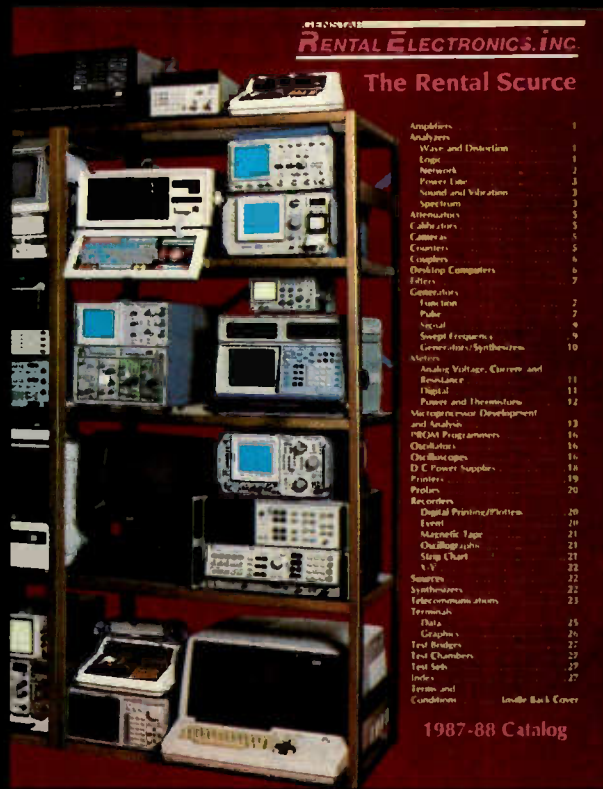 GENSTAR
RENTAL ELECTRONICS, INC.
The Rental Source
Amplifiers 1
Analyzers
Wave and Distortion 1
Logic 1
Network 2
Power Line 3
Sound and Vibration 3
Spectrum 3
Attenuators 5
Calibrators 5
Cameras 5
Counters 5
Couplers 6
Desktop Computers 6
Filters 7
Generators
Function 7
Pulse 7
Signal 9
Swept Frequency 9
Generators/Synthesizers 10
Meters
Analog Voltage, Current and
Resistance 11
Digital 11
Power and Thermistors 12
Microprocessor Development
and Analysis 13
PROM Programmers 16
Oscillators 16
Oscilloscopes 16
D C Power Supplies 18
Printers 19
Probes 20
Recorders
Digital Printing/Plotters 20
Event 20
Magnetic Tape 21
Oscillographic 21
Strip Chart 21
X-Y 22
Sources 22
Synthesizers 22
Telecommunications 23
Terminals
Data 25
Graphics 26
Test Bridges 27
Test Chambers 27
Test Sets 27
Index 27
Terms and
Conditions Inside Back Cover
1987-88 Catalog